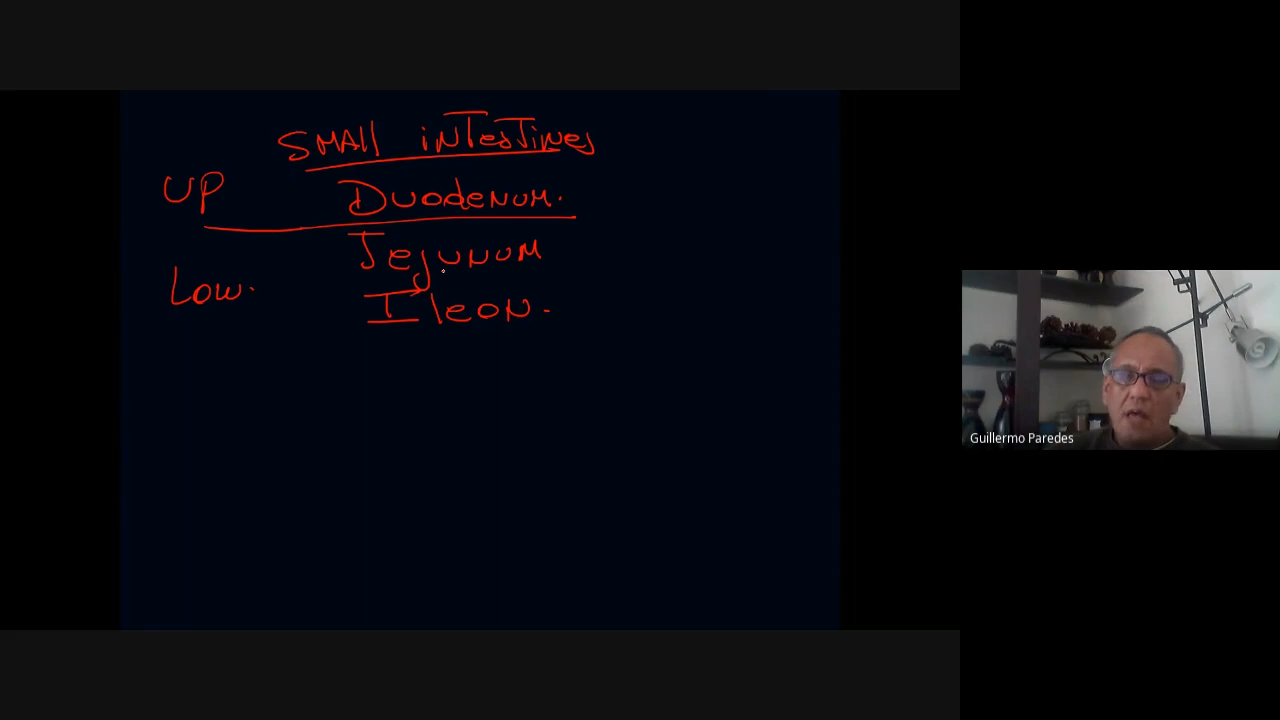 SMAll iNTesTiNes
UP DuodeNuM.
JejuNuM
Low.
IleoN.
Guillermo Paredes